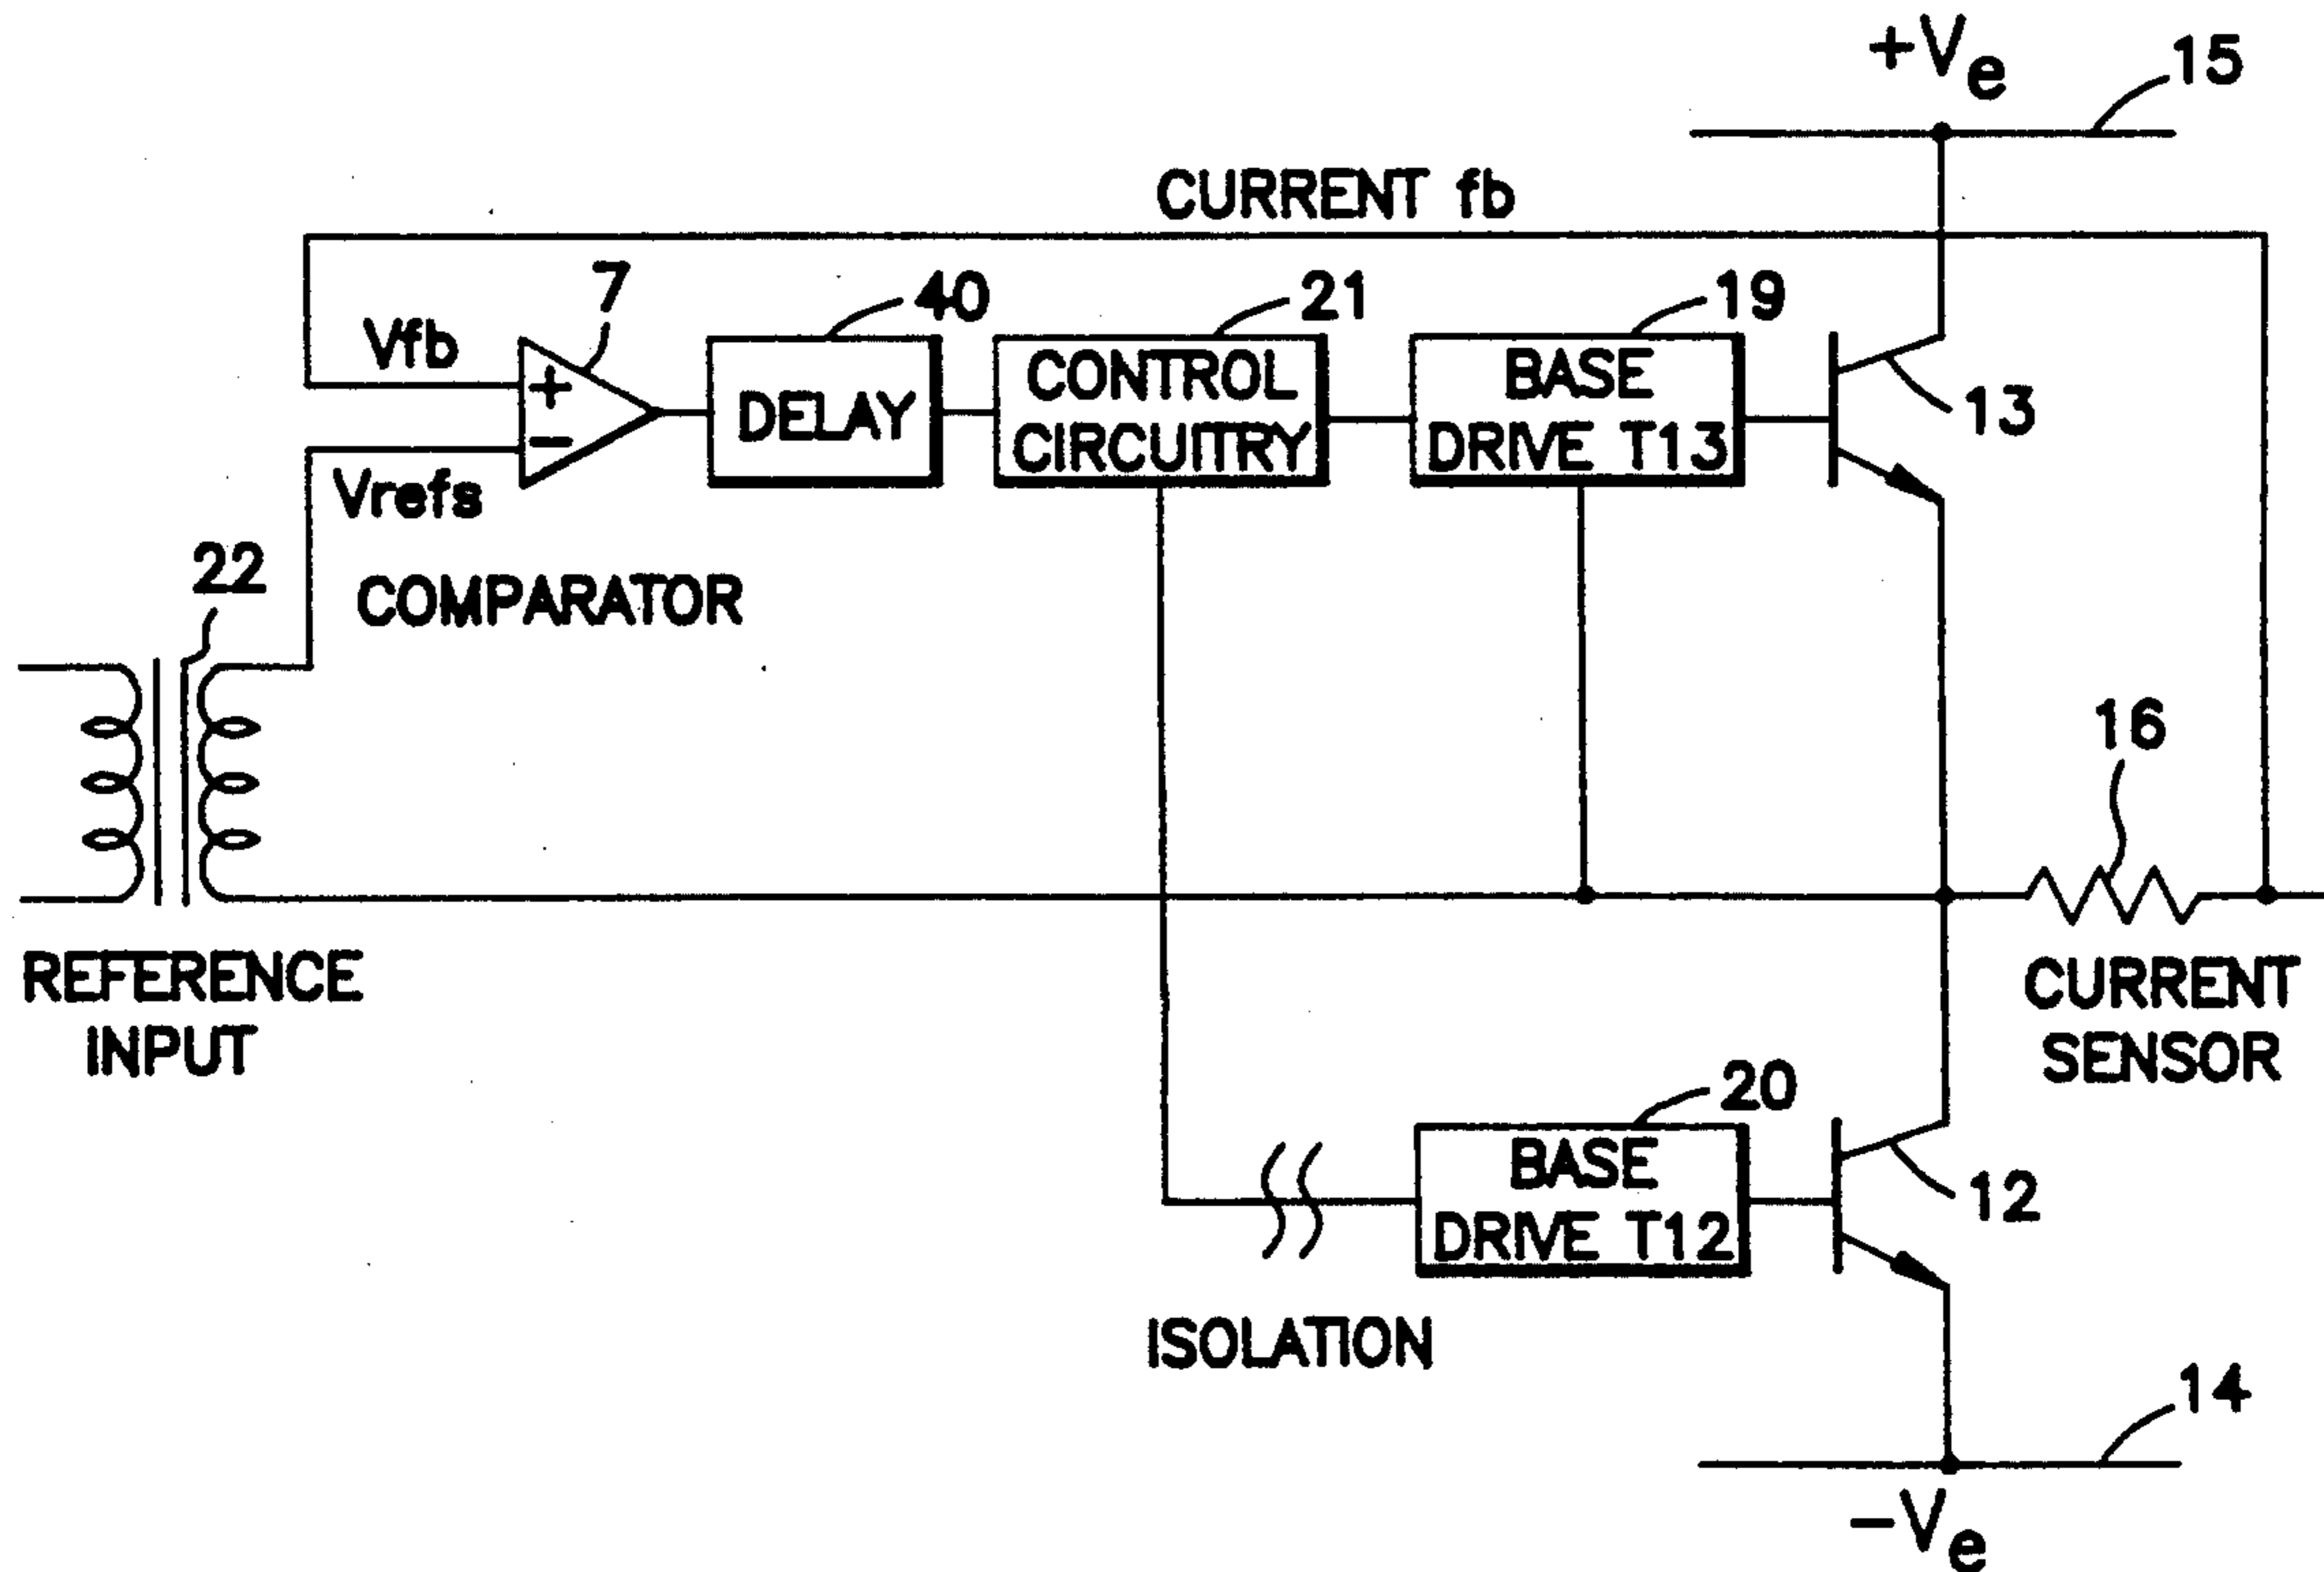 +Ve
15
CURRENT fb
7
40
21
19
Vfb
+
DELAY
CONTROL
CIRCUITRY
BASE
DRIVE T13
13
−
Vrefs
22
COMPARATOR
16
REFERENCE
INPUT
CURRENT
SENSOR
20
BASE
DRIVE T12
12
ISOLATION
14
−Ve